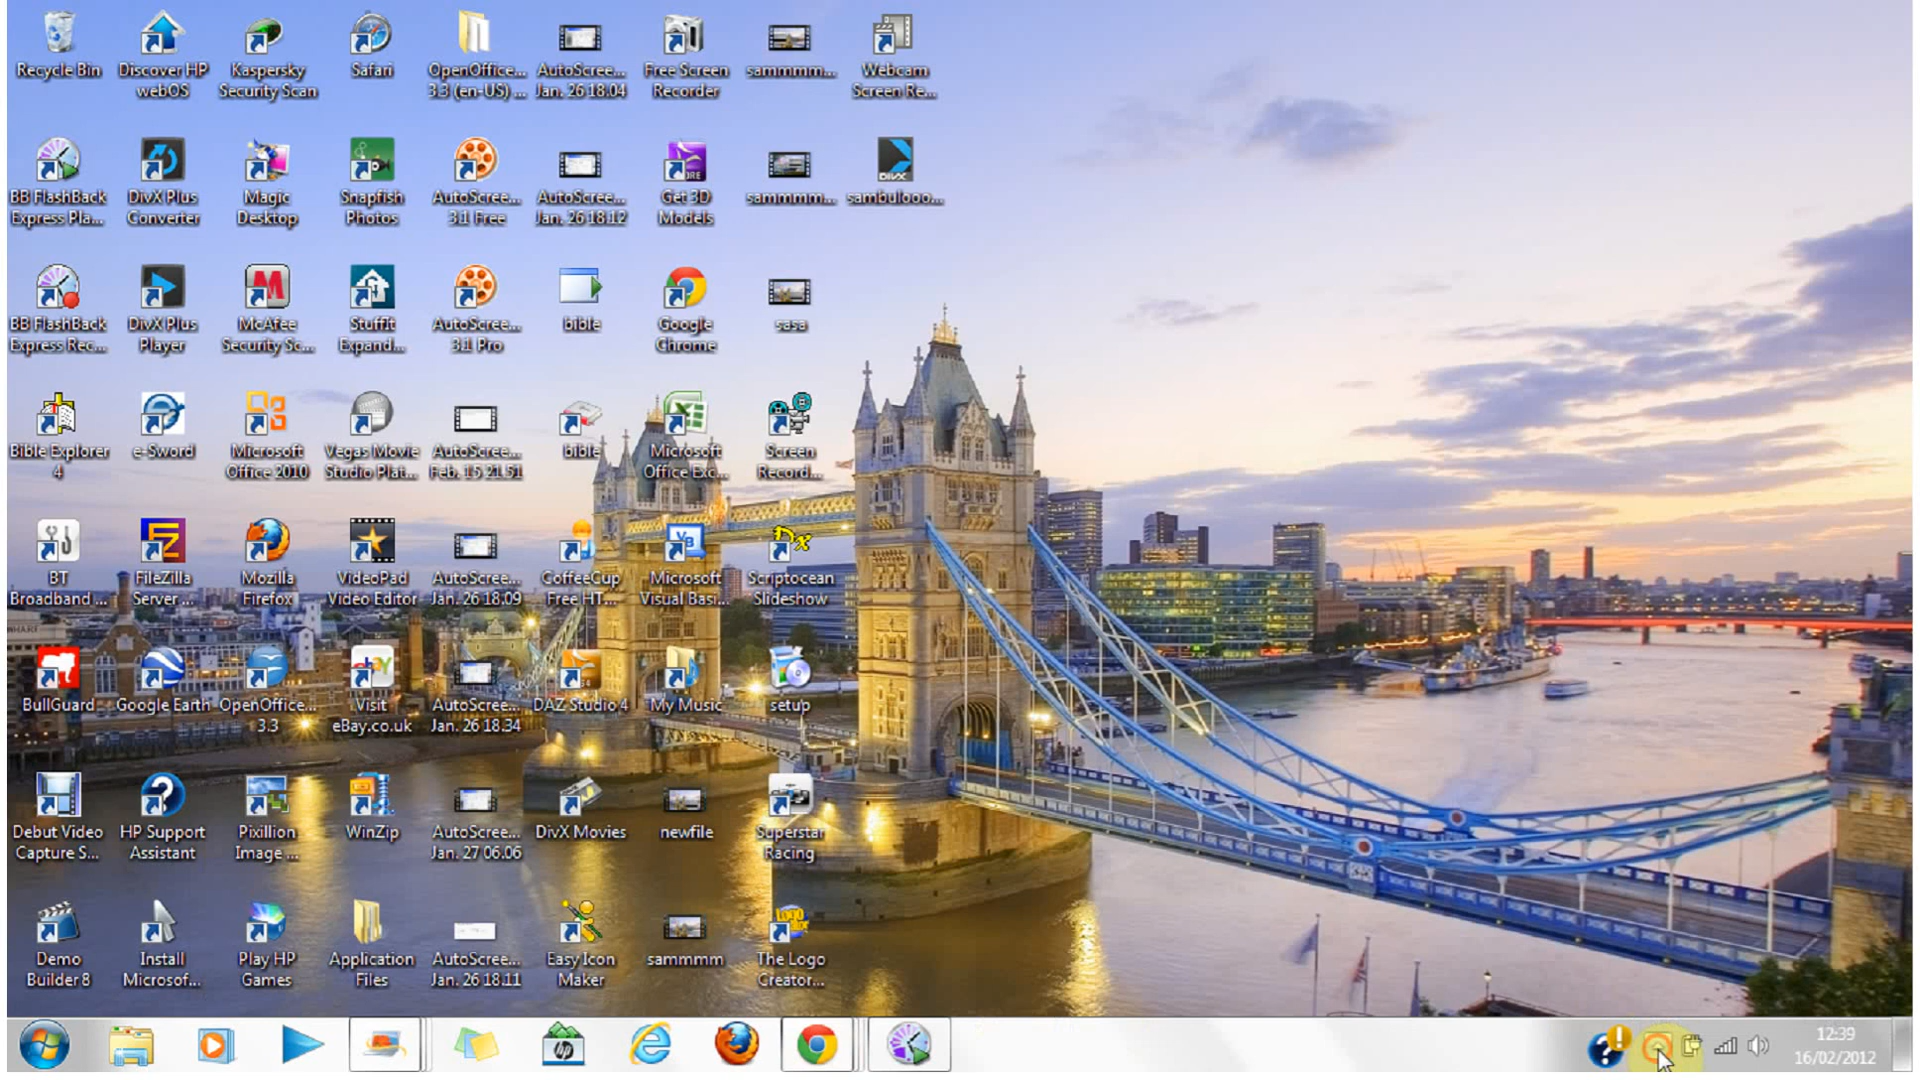 Recycle Bin
Discover HP
webOS
Kaspersky
Security Scan
Safari
OpenOffice...
3.3 (en-US) ...
AutoScree...
Jan. 26 18.04
Free Screen
Recorder
sammmm...
Webcam
Screen Re...
BB FlashBack
Express Pla...
DivX Plus
Converter
Magic
Desktop
Snapfish
Photos
AutoScree...
3.1 Free
AutoScree...
Jan. 26 18.12
Get 3D
Models
sammmm...
DIVX
sambulooo...
BB FlashBack
Express Rec...
DivX Plus
Player
McAfee
Security Sc...
StuffIt
Expand...
AutoScree...
3.1 Pro
bible
Google
Chrome
sasa
Bible Explorer
4
e-Sword
Microsoft
Office 2010
Vegas Movie
Studio Plat...
AutoScree...
Feb. 15 21.51
bible
Microsoft
Office Exc...
Screen
Record...
BT
Broadband ...
FileZilla
Server ...
Mozilla
Firefox
VideoPad
Video Editor
AutoScree...
Jan. 26 18.09
CoffeeCup
Free HT...
Microsoft
Visual Basi...
Scriptocean
Slideshow
BullGuard
Google Earth
OpenOffice...
3.3
Visit
eBay.co.uk
AutoScree...
Jan. 26 18.34
DAZ Studio 4
My Music
setup
Debut Video
Capture S...
HP Support
Assistant
Pixillion
Image ...
WinZip
AutoScree...
Jan. 27 06.06
DivX Movies
newfile
Superstar
Racing
Demo
Builder 8
Install
Microsof...
Play HP
Games
Application
Files
AutoScree...
Jan. 26 18.11
Easy Icon
Maker
sammmm
The Logo
Creator...
hp
12:39
16/02/2012